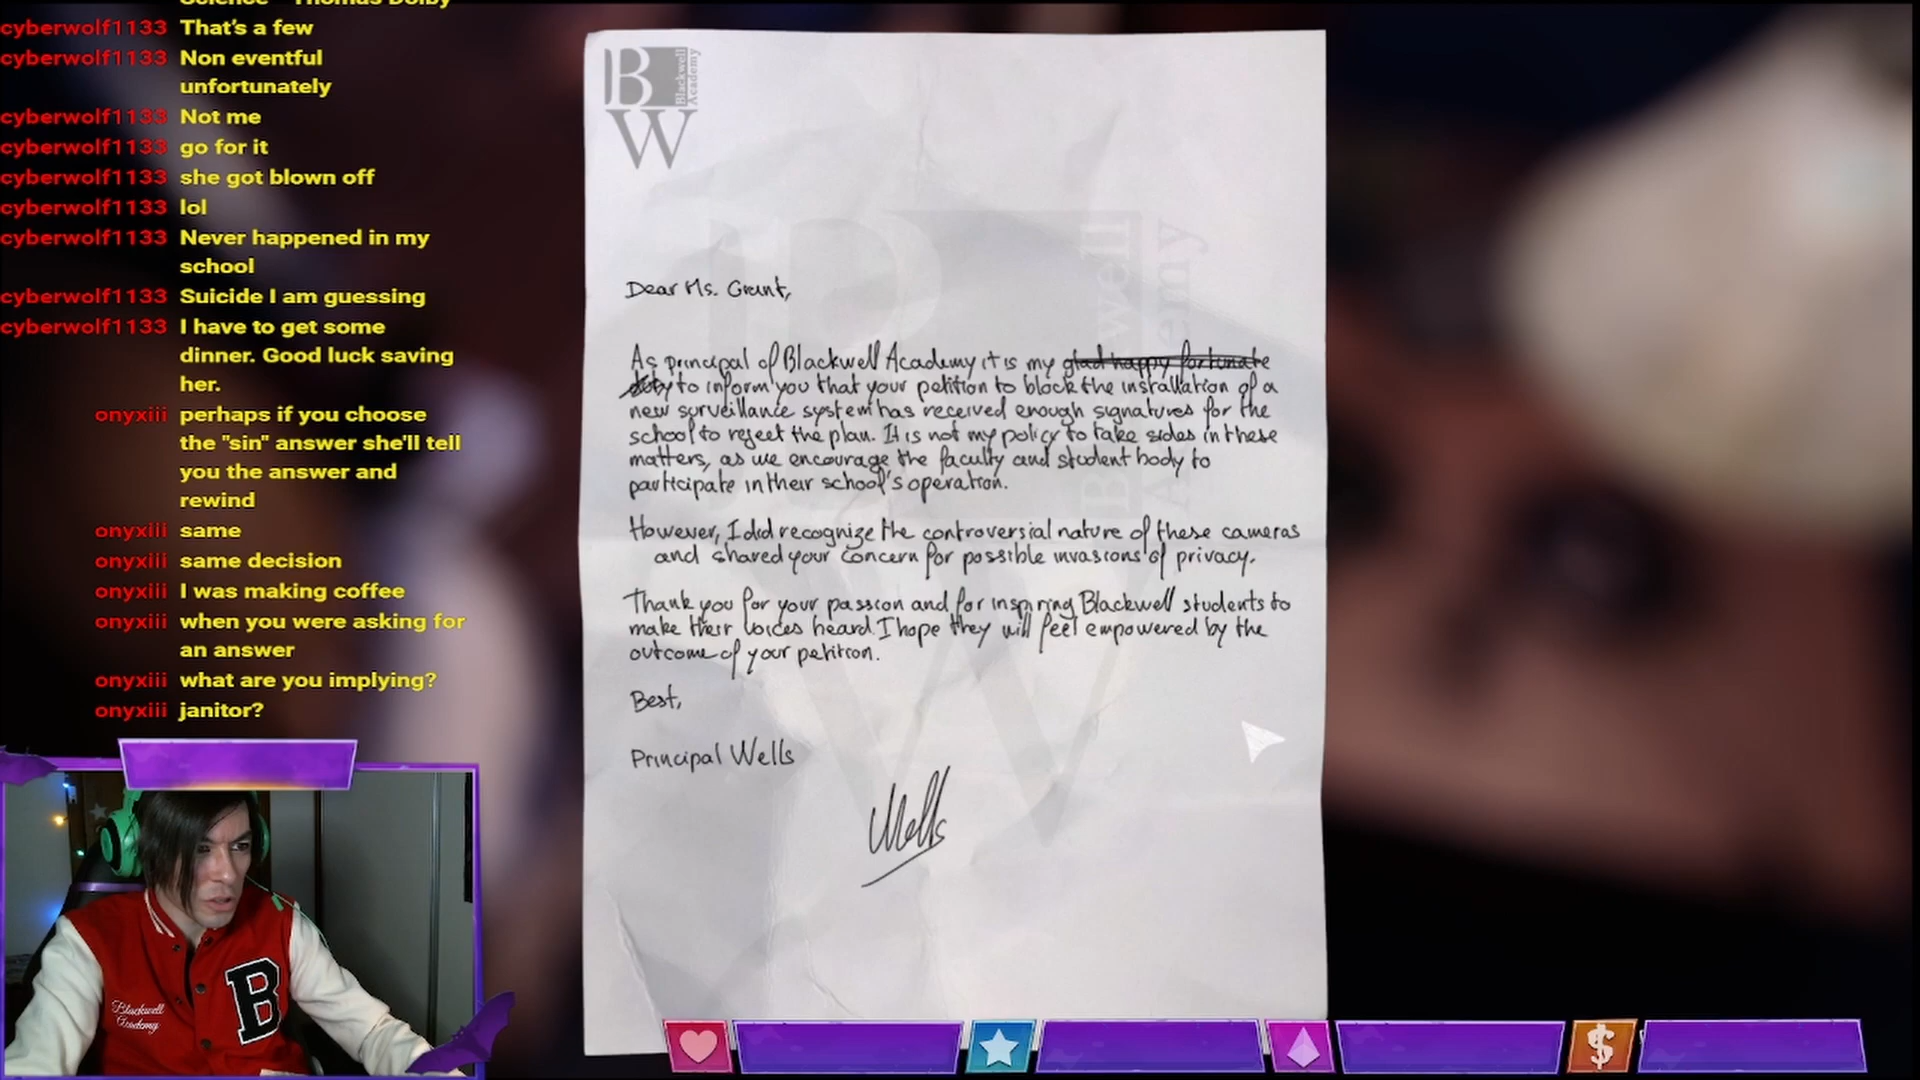 Science - Thomas Dolby
cyberwolf1133 That's a few
cyberwolf1133 Non eventful
unfortunately
cyberwolf1133 Not me
cyberwolf1133 go for it
cyberwolf1133 she got blown off
cyberwolf1133 lol
cyberwolf1133 Never happened in my
school
cyberwolf1133 Suicide I am guessing
cyberwolf1133 I have to get some
dinner. Good luck saving
her.
onyxiii perhaps if you choose
the "sin" answer she'll tell
you the answer and
rewind
onyxiii same
onyxiii same decision
onyxiii I was making coffee
onyxiii when you were asking for
an answer
onyxiii what are you implying?
onyxiii janitor?
B
Blackwell
Academy
W
Blackwell
Academy
Dear Ms. Grant,
As principal of Blackwell Academy it is my glad happy fortunate
duty to inform you that your petition to block the installation of a
new surveillance system has received enough signatures for the
school to reject the plan. It is not my policy to take sides in these
matters, as we encourage the faculty and student body to
participate in their school's operation.
However, I did recognize the controversial nature of these cameras
and shared your concern for possible invasions of privacy.
Thank you for your passion and for inspiring Blackwell students to
make their voices heard. I hope they will feel empowered by the
outcome of your petition.
Best,
Principal Wells
Wells
B
Blackwell
Academy
$